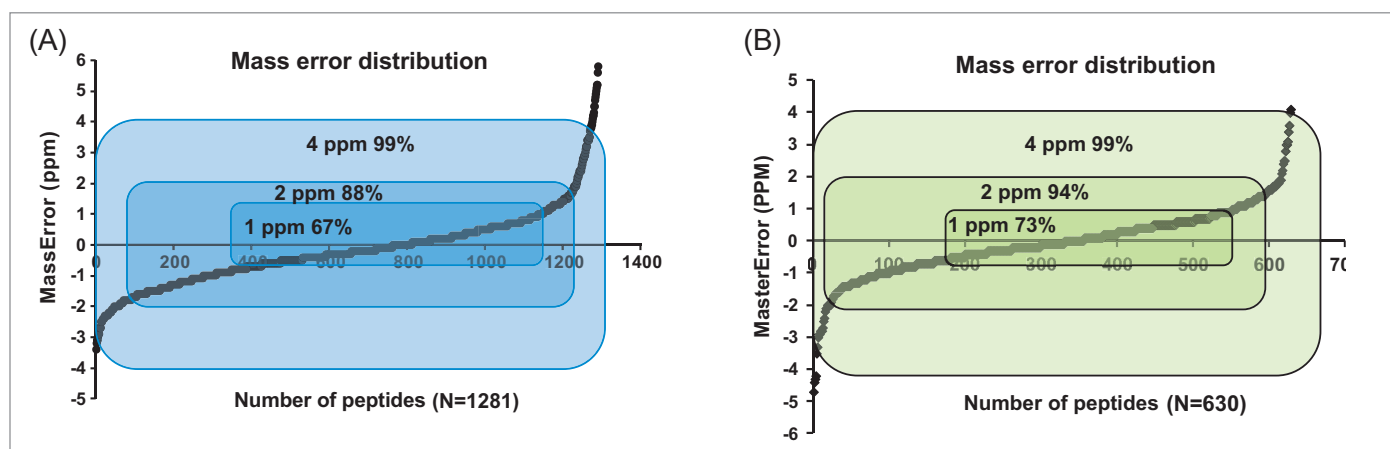 (A)
Mass error distribution
MassError (ppm)
6
5
4
3
2
1
0
-1
-2
-3
-4
-5
0
200
400
600
800
1000
1200
1400
4 ppm 99%
2 ppm 88%
1 ppm 67%
Number of peptides (N=1281)
(B)
Mass error distribution
MasterError (PPM)
5
4
3
2
1
0
-1
-2
-3
-4
-5
-6
0
100
200
300
400
500
600
70
4 ppm 99%
2 ppm 94%
1 ppm 73%
Number of peptides (N=630)